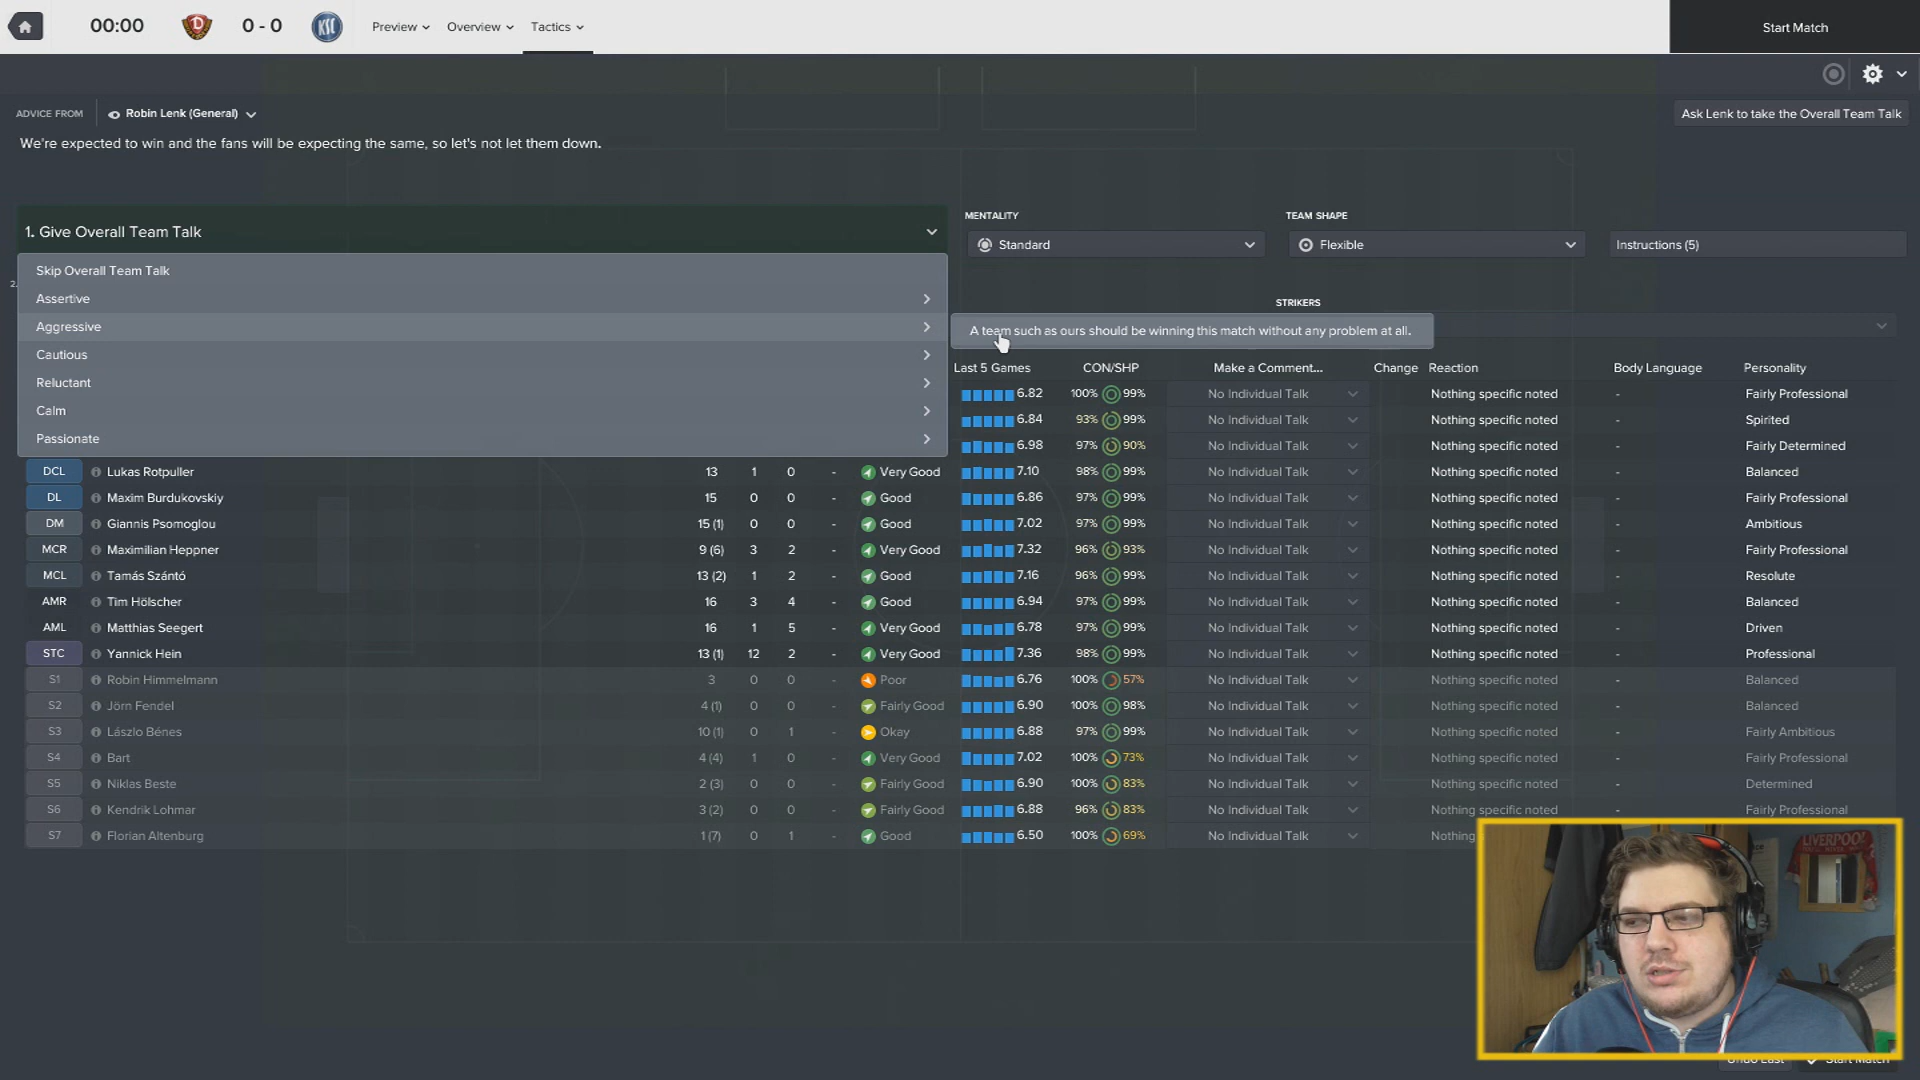 00:00 0 - 0 KSC Preview Overview Tactics Start Match
ADVICE FROM Robin Lenk (General) Ask Lenk to take the Overall Team Talk
We're expected to win and the fans will be expecting the same, so let's not let them down.
MENTALITY TEAM SHAPE
1. Give Overall Team Talk Standard Flexible Instructions (5)
Skip Overall Team Talk
2.
Assertive STRIKERS
Aggressive A team such as ours should be winning this match without any problem at all.
Cautious
Last 5 Games CON/SHP Make a Comment... Change Reaction Body Language Personality
Reluctant 6.82 100% 99% No Individual Talk Nothing specific noted - Fairly Professional
Calm 6.84 93% 99% No Individual Talk Nothing specific noted - Spirited
Passionate 6.98 97% 90% No Individual Talk Nothing specific noted - Fairly Determined
DCL Lukas Rotpuller 13 1 0 - Very Good 7.10 98% 99% No Individual Talk Nothing specific noted - Balanced
DL Maxim Burdukovskiy 15 0 0 - Good 6.86 97% 99% No Individual Talk Nothing specific noted - Fairly Professional
DM Giannis Psomoglou 15 (1) 0 0 - Good 7.02 97% 99% No Individual Talk Nothing specific noted - Ambitious
MCR Maximilian Heppner 9 (6) 3 2 - Very Good 7.32 96% 93% No Individual Talk Nothing specific noted - Fairly Professional
MCL Tamás Szántó 13 (2) 1 2 - Good 7.16 96% 99% No Individual Talk Nothing specific noted - Resolute
AMR Tim Hölscher 16 3 4 - Good 6.94 97% 99% No Individual Talk Nothing specific noted - Balanced
AML Matthias Seegert 16 1 5 - Very Good 6.78 97% 99% No Individual Talk Nothing specific noted - Driven
STC Yannick Hein 13 (1) 12 2 - Very Good 7.36 98% 99% No Individual Talk Nothing specific noted - Professional
S1 Robin Himmelmann 3 0 0 - Poor 6.76 100% 57% No Individual Talk Nothing specific noted - Balanced
S2 Jörn Fendel 4 (1) 0 0 - Fairly Good 6.90 100% 98% No Individual Talk Nothing specific noted - Balanced
S3 László Bénes 10 (1) 0 1 - Okay 6.88 97% 99% No Individual Talk Nothing specific noted - Fairly Ambitious
S4 Bart 4 (4) 1 0 - Very Good 7.02 100% 73% No Individual Talk Nothing specific noted - Fairly Professional
S5 Niklas Beste 2 (3) 0 0 - Fairly Good 6.90 100% 83% No Individual Talk Nothing specific noted - Determined
S6 Kendrik Lohmar 3 (2) 0 0 - Fairly Good 6.88 96% 83% No Individual Talk Nothing specific noted - Fairly Professional
S7 Florian Altenburg 1 (7) 0 1 - Good 6.50 100% 69% No Individual Talk Nothing
LIVERPOOL
Undo Last Start Match